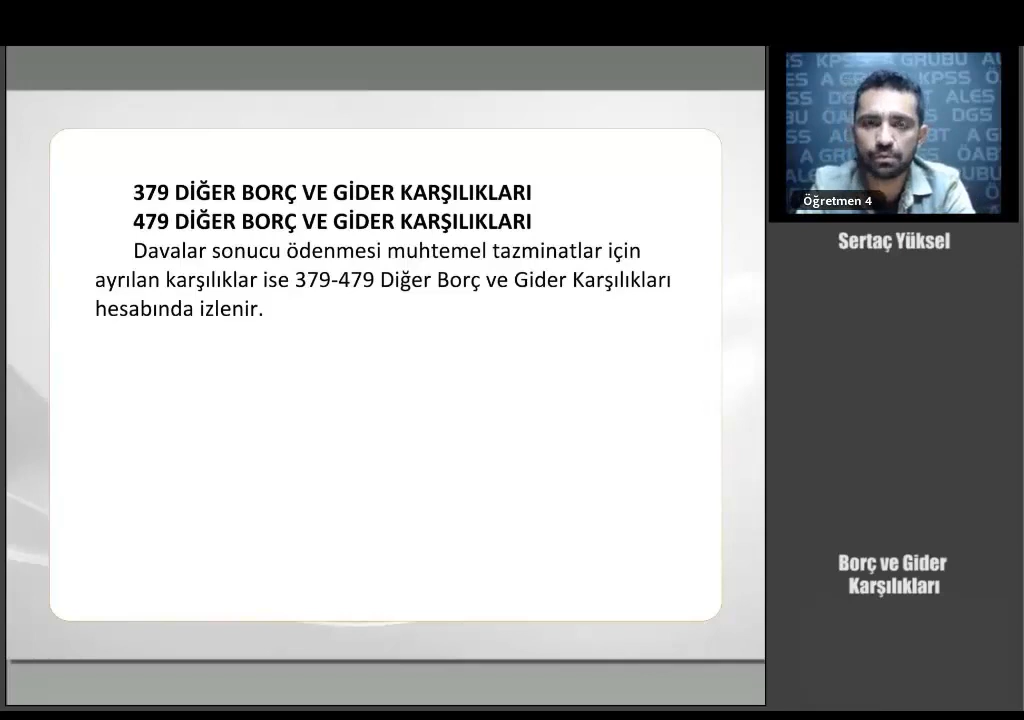 379 DİĞER BORÇ VE GİDER KARŞILIKLARI
479 DİĞER BORÇ VE GİDER KARŞILIKLARI
Davalar sonucu ödenmesi muhtemel tazminatlar için
ayrılan karşılıklar ise 379-479 Diğer Borç ve Gider Karşılıkları
hesabında izlenir.
Öğretmen 4
Sertaç Yüksel
Borç ve Gider
Karşılıkları